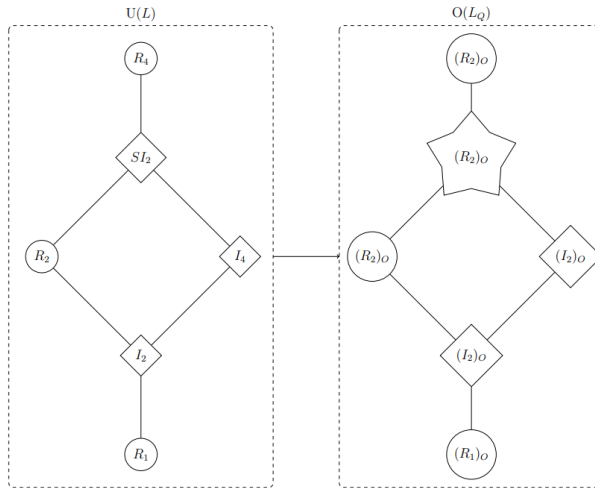 U(L) O(L_Q)
R_4 (R_2)_O
SI_2 (R_2)_O
R_2 I_4 (R_2)_O (I_2)_O
I_2 (I_2)_O
R_1 (R_1)_O